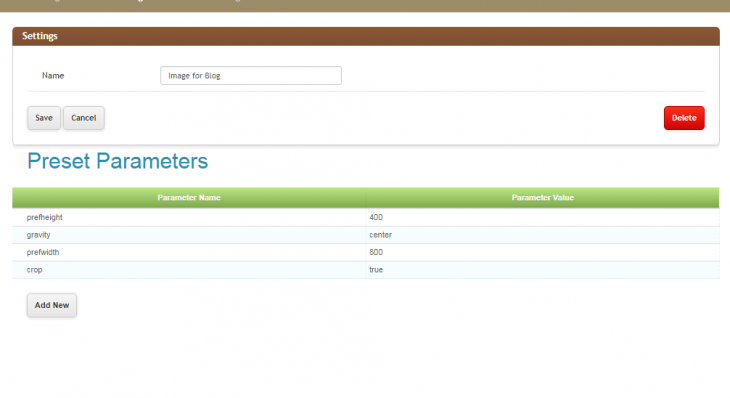 Settings
Name Image for Blog
Save Cancel Delete
Preset Parameters
Parameter Name Parameter Value
prefheight 400
gravity center
prefwidth 600
crop true
Add New